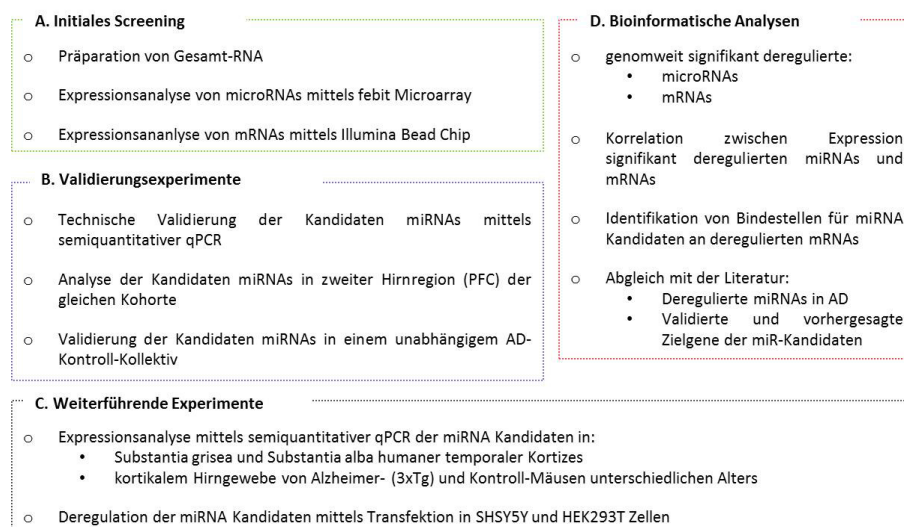 A. Initiales Screening
o Präparation von Gesamt-RNA
o Expressionsanalyse von microRNAs mittels febit Microarray
o Expressionsananlyse von mRNAs mittels Illumina Bead Chip
B. Validierungsexperimente
o Technische Validierung der Kandidaten miRNAs mittels
semiquantitativer qPCR
o Analyse der Kandidaten miRNAs in zweiter Hirnregion (PFC) der
gleichen Kohorte
o Validierung der Kandidaten miRNAs in einem unabhängigem AD-
Kontroll-Kollektiv
D. Bioinformatische Analysen
o genomweit signifikant deregulierte:
• microRNAs
• mRNAs
o Korrelation zwischen Expression
signifikant deregulierten miRNAs und
mRNAs
o Identifikation von Bindestellen für miRNA
Kandidaten an deregulierten mRNAs
o Abgleich mit der Literatur:
• Deregulierte miRNAs in AD
• Validierte und vorhergesagte
Zielgene der miR-Kandidaten
C. Weiterführende Experimente
o Expressionsanalyse mittels semiquantitativer qPCR der miRNA Kandidaten in:
• Substantia grisea und Substantia alba humaner temporaler Kortizes
• kortikalem Hirngewebe von Alzheimer- (3xTg) und Kontroll-Mäusen unterschiedlichen Alters
o Deregulation der miRNA Kandidaten mittels Transfektion in SHSY5Y und HEK293T Zellen